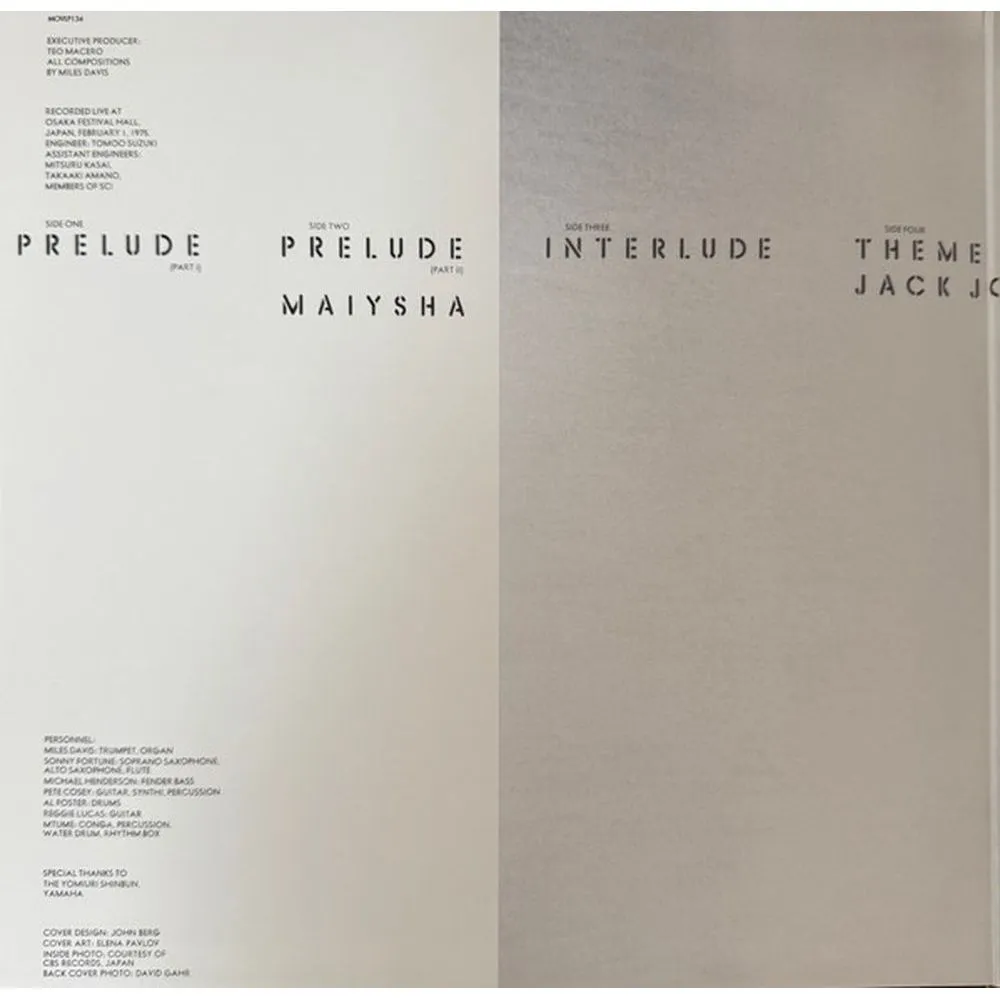 MOVLP134
EXECUTIVE PRODUCER:
TEO MACERO
ALL COMPOSITIONS
BY MILES DAVIS
RECORDED LIVE AT
OSAKA FESTIVAL HALL,
JAPAN, FEBRUARY 1, 1975.
ENGINEER: TOMOO SUZUKI
ASSISTANT ENGINEERS:
MITSURU KASAI,
TAKAAKI AMANO,
MEMBERS OF SCI
SIDE ONE
PRELUDE
(PART I)
SIDE TWO
PRELUDE
(PART II)
MAIYSHA
SIDE THREE
INTERLUDE
SIDE FOUR
THEME
JACK JO
PERSONNEL:
MILES DAVIS: TRUMPET, ORGAN
SONNY FORTUNE: SOPRANO SAXOPHONE,
ALTO SAXOPHONE, FLUTE
MICHAEL HENDERSON: FENDER BASS
PETE COSEY: GUITAR, SYNTHI, PERCUSSION
AL FOSTER: DRUMS
REGGIE LUCAS: GUITAR
MTUME: CONGA, PERCUSSION,
WATER DRUM, RHYTHM BOX
SPECIAL THANKS TO
THE YOMIURI SHINBUN,
YAMAHA
COVER DESIGN: JOHN BERG
COVER ART: ELENA PAVLOV
INSIDE PHOTO: COURTESY OF
CBS RECORDS, JAPAN
BACK COVER PHOTO: DAVID GAHR